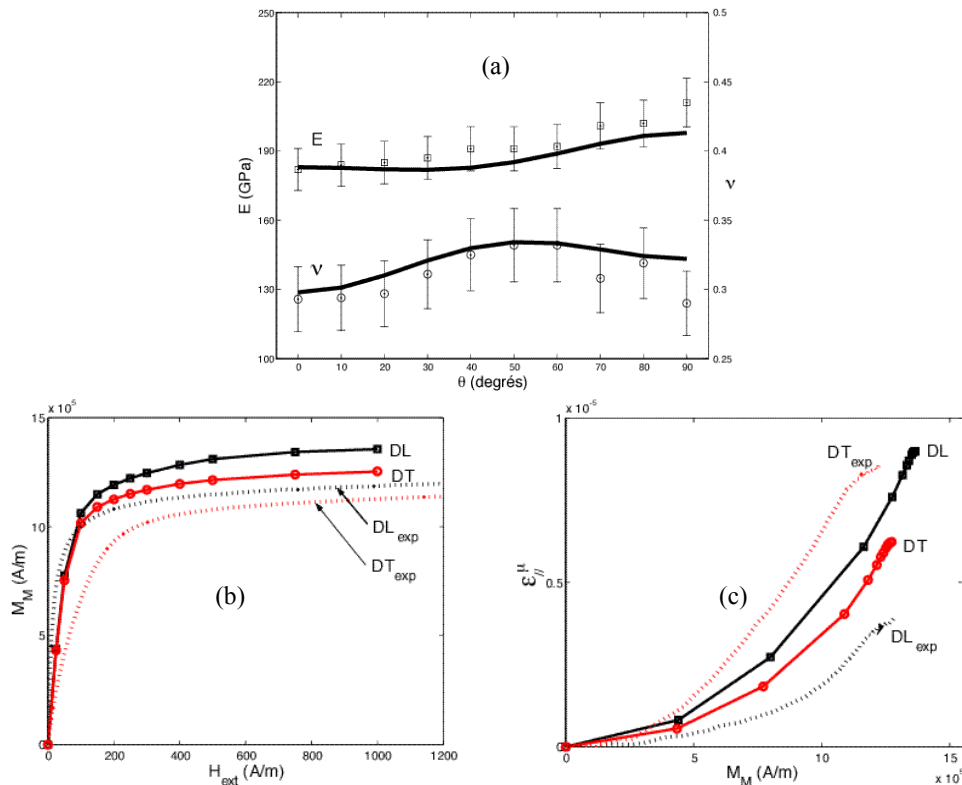 (a)
250
220
190
160
130
100
E (GPa)
E
ν
0.5
0.45
0.4
0.35
0.3
0.25
ν
0 10 20 30 40 50 60 70 80 90
θ (degrés)
x 10⁵
15
10
5
0
M_M (A/m)
DL
DT
DL_exp
DT_exp
(b)
0 200 400 600 800 1000 1200
H_ext (A/m)
x 10⁻⁵
1
0.5
0
ε_//^μ
DT_exp
DL
DT
DL_exp
(c)
0 5 10 15
M_M (A/m)
x 10⁵